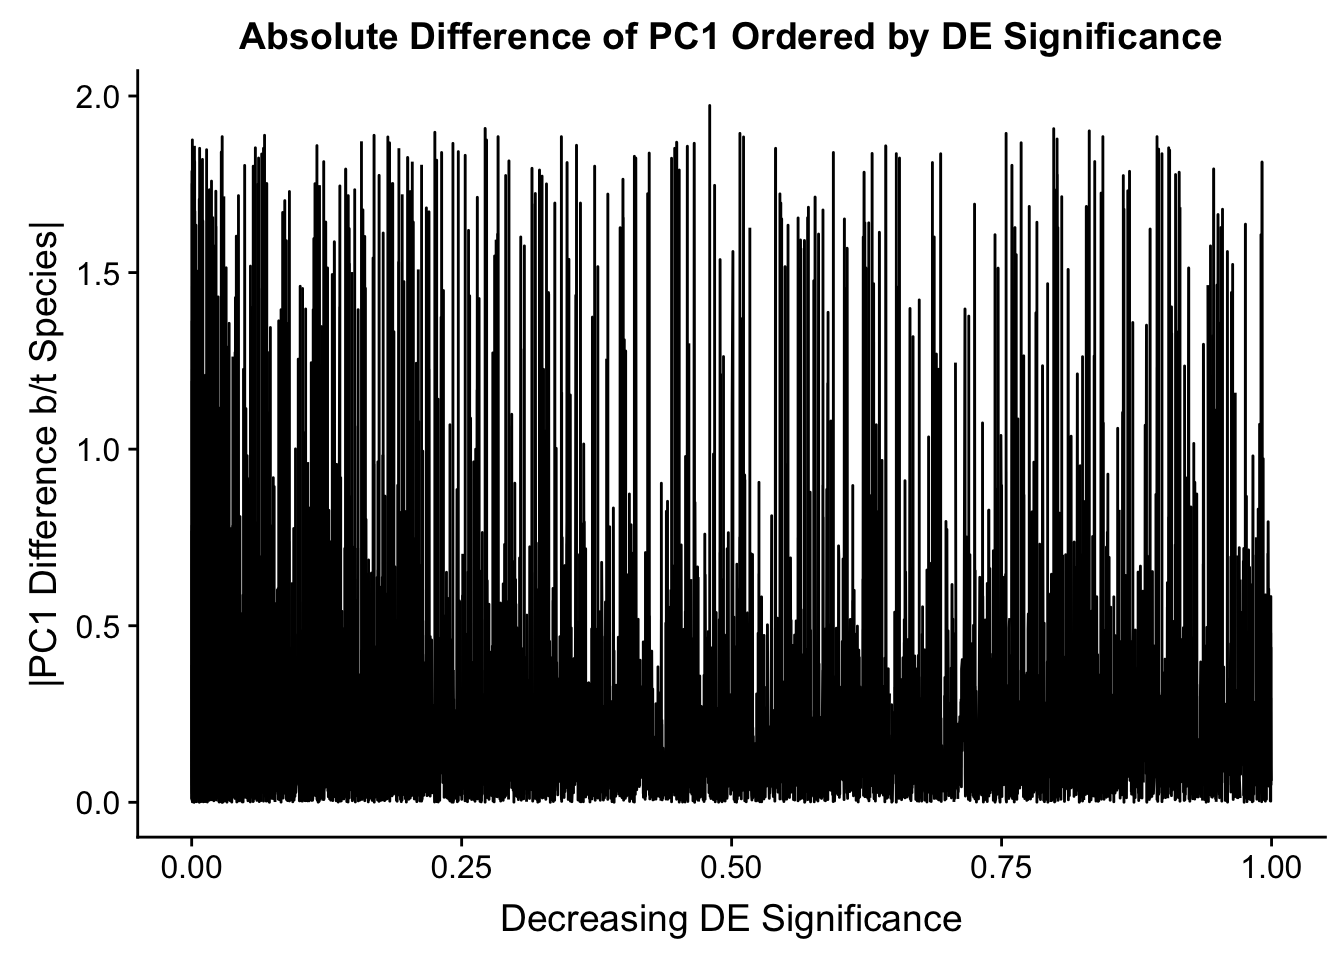 Absolute Difference of PC1 Ordered by DE Significance
|PC1 Difference b/t Species|
2.0
1.5
1.0
0.5
0.0
0.00 0.25 0.50 0.75 1.00
Decreasing DE Significance